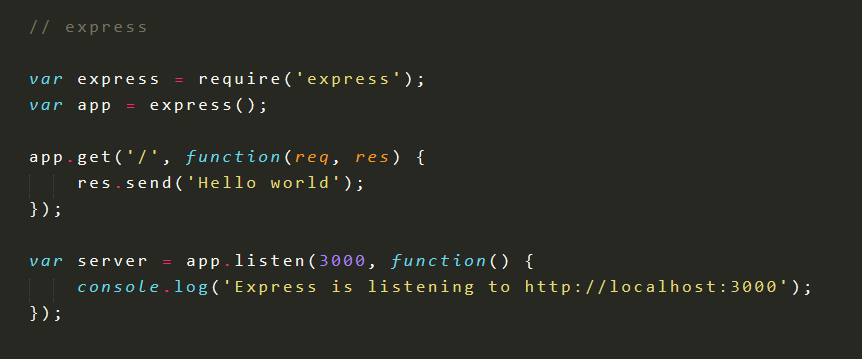 // express
var express = require('express');
var app = express();
app.get('/', function(req, res) {
res.send('Hello world');
});
var server = app.listen(3000, function() {
console.log('Express is listening to http://localhost:3000');
});